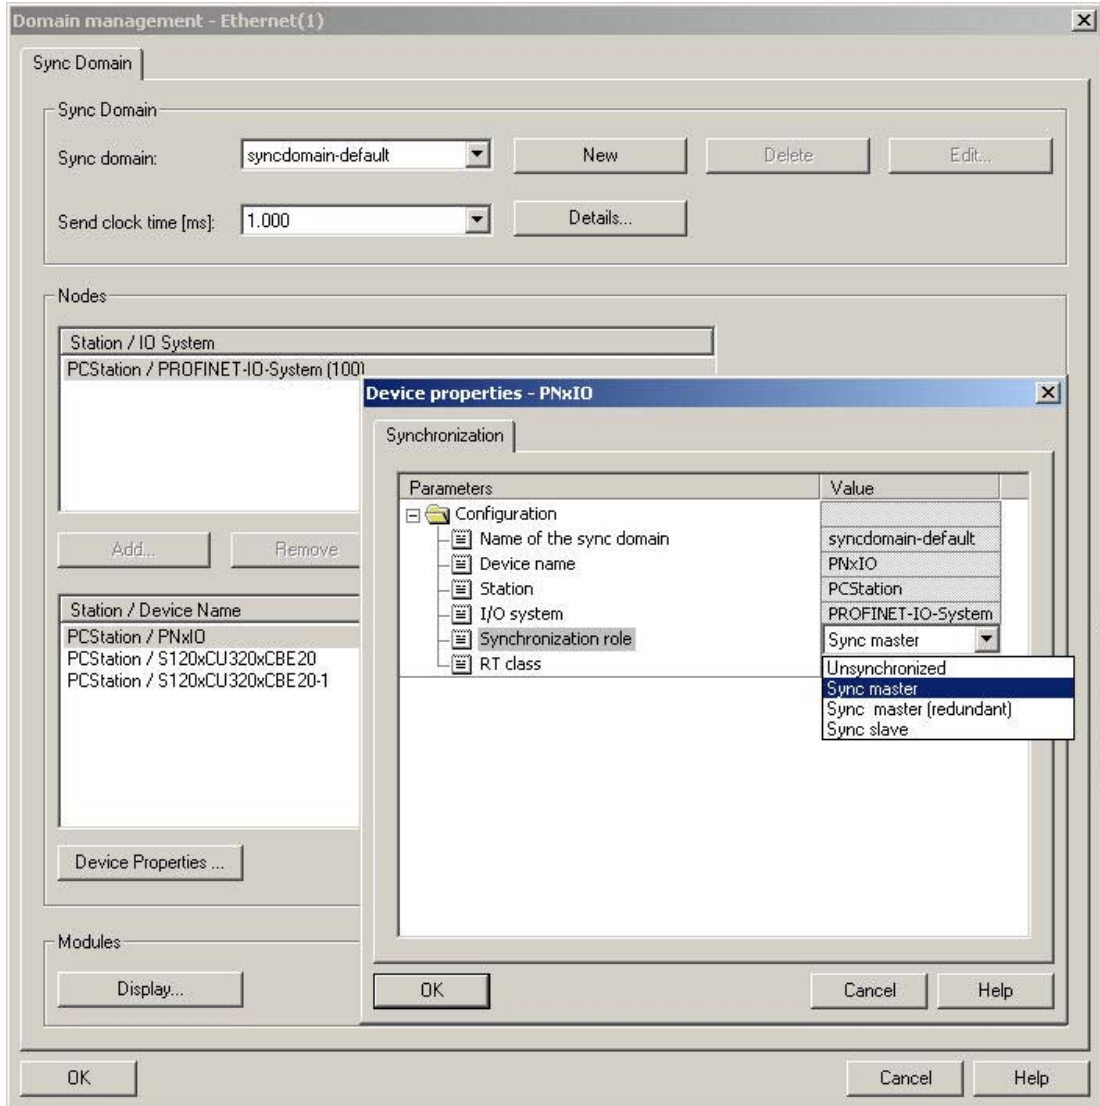 Domain management - Ethernet(1)
Sync Domain
Sync Domain
Sync domain:
syncdomain-default
New
Delete
Edit...
Send clock time [ms]:
1.000
Details...
Nodes
Station / IO System
PCStation / PROFINET-IO-System (100)
Add...
Remove
Station / Device Name
PCStation / PNxIO
PCStation / S120xCU320xCBE20
PCStation / S120xCU320xCBE20-1
Device Properties ...
Modules
Display...
OK
Cancel
Help
Device properties - PNxIO
Synchronization
Parameters
Value
Configuration
Name of the sync domain
syncdomain-default
Device name
PNxIO
Station
PCStation
I/O system
PROFINET-IO-System
Synchronization role
Sync master
RT class
Unsynchronized
Sync master
Sync master (redundant)
Sync slave
OK
Cancel
Help